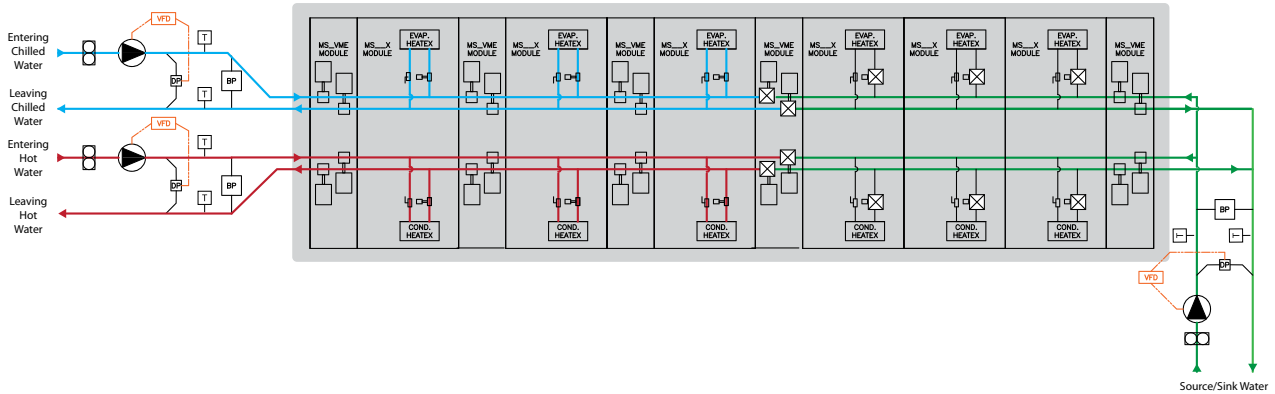 Entering
Chilled
Water
VFD
T
DP
BP
T
Leaving
Chilled
Water
Entering
Hot
Water
VFD
T
DP
BP
T
Leaving
Hot
Water
MS_VME
MODULE
MS___X
MODULE
EVAP.
HEATEX
MS_VME
MODULE
MS___X
MODULE
EVAP.
HEATEX
MS_VME
MODULE
MS___X
MODULE
EVAP.
HEATEX
MS_VME
MODULE
MS___X
MODULE
EVAP.
HEATEX
MS___X
MODULE
EVAP.
HEATEX
MS___X
MODULE
EVAP.
HEATEX
MS_VME
MODULE
COND.
HEATEX
COND.
HEATEX
COND.
HEATEX
COND.
HEATEX
COND.
HEATEX
COND.
HEATEX
BP
T
T
DP
VFD
Source/Sink Water